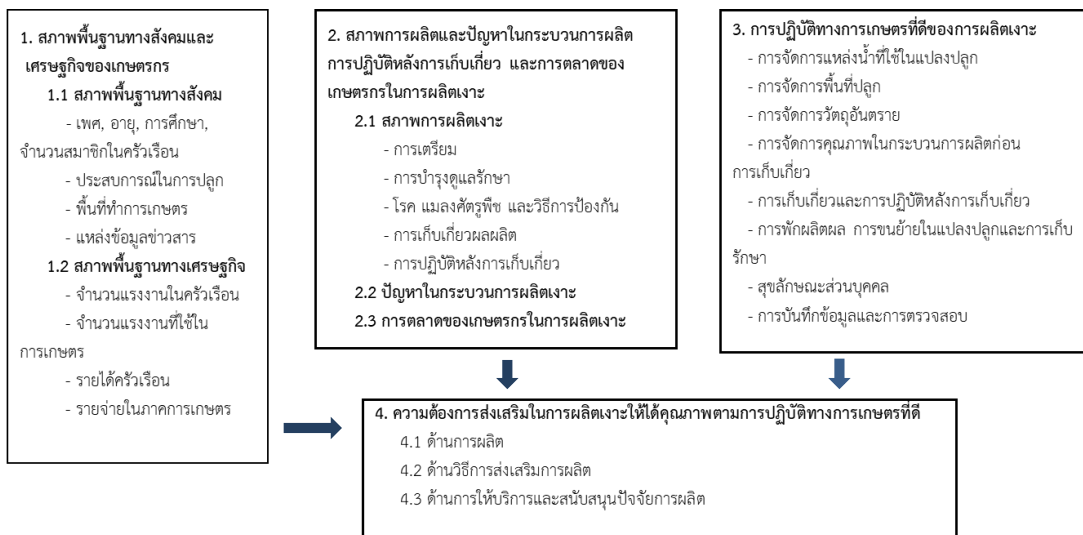 1. สภาพพื้นฐานทางสังคมและ
เศรษฐกิจของเกษตรกร
1.1 สภาพพื้นฐานทางสังคม
- เพศ, อายุ, การศึกษา,
จำนวนสมาชิกในครัวเรือน
- ประสบการณ์ในการปลูก
- พื้นที่ทำการเกษตร
- แหล่งข้อมูลข่าวสาร
1.2 สภาพพื้นฐานทางเศรษฐกิจ
- จำนวนแรงงานในครัวเรือน
- จำนวนแรงงานที่ใช้ใน
การเกษตร
- รายได้ครัวเรือน
- รายจ่ายในภาคการเกษตร
2. สภาพการผลิตและปัญหาในกระบวนการผลิต
การปฏิบัติหลังการเก็บเกี่ยว และการตลาดของ
เกษตรกรในการผลิตเงาะ
2.1 สภาพการผลิตเงาะ
- การเตรียม
- การบำรุงดูแลรักษา
- โรค แมลงศัตรูพืช และวิธีการป้องกัน
- การเก็บเกี่ยวผลผลิต
- การปฏิบัติหลังการเก็บเกี่ยว
2.2 ปัญหาในกระบวนการผลิตเงาะ
2.3 การตลาดของเกษตรกรในการผลิตเงาะ
3. การปฏิบัติทางการเกษตรที่ดีของการผลิตเงาะ
- การจัดการแหล่งน้ำที่ใช้ในแปลงปลูก
- การจัดการพื้นที่ปลูก
- การจัดการวัตถุอันตราย
- การจัดการคุณภาพในกระบวนการผลิตก่อน
การเก็บเกี่ยว
- การเก็บเกี่ยวและการปฏิบัติหลังการเก็บเกี่ยว
- การพักผลิตผล การขนย้ายในแปลงปลูกและการเก็บ
รักษา
- สุขลักษณะส่วนบุคคล
- การบันทึกข้อมูลและการตรวจสอบ
4. ความต้องการส่งเสริมในการผลิตเงาะให้ได้คุณภาพตามการปฏิบัติทางการเกษตรที่ดี
4.1 ด้านการผลิต
4.2 ด้านวิธีการส่งเสริมการผลิต
4.3 ด้านการให้บริการและสนับสนุนปัจจัยการผลิต